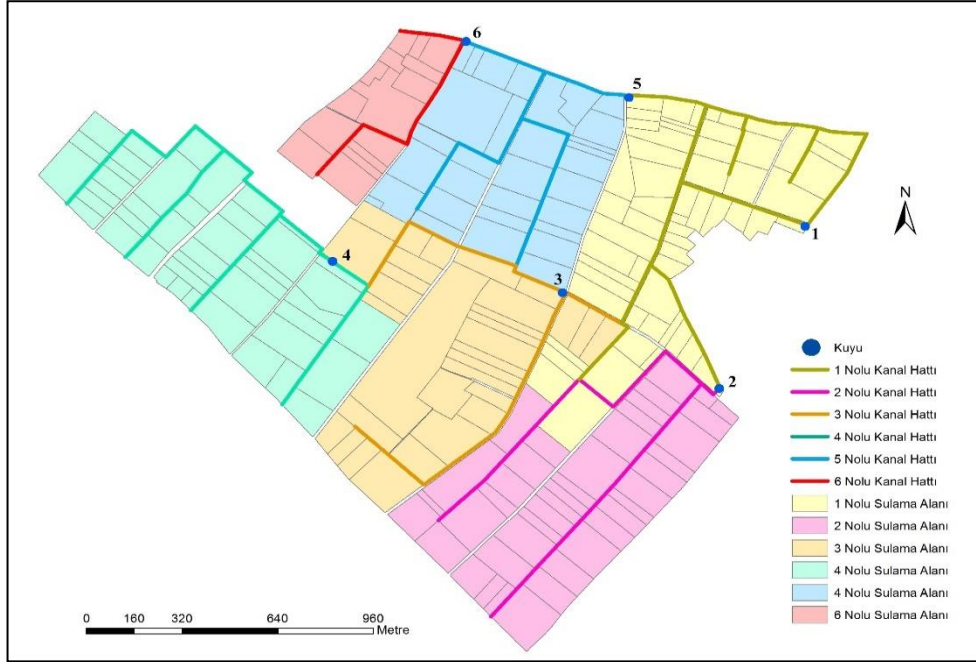 6
5
N
1
4
3
2
Kuyu
1 Nolu Kanal Hattı
2 Nolu Kanal Hattı
3 Nolu Kanal Hattı
4 Nolu Kanal Hattı
5 Nolu Kanal Hattı
6 Nolu Kanal Hattı
1 Nolu Sulama Alanı
2 Nolu Sulama Alanı
3 Nolu Sulama Alanı
4 Nolu Sulama Alanı
4 Nolu Sulama Alanı
6 Nolu Sulama Alanı
0 160 320 640 960
Metre